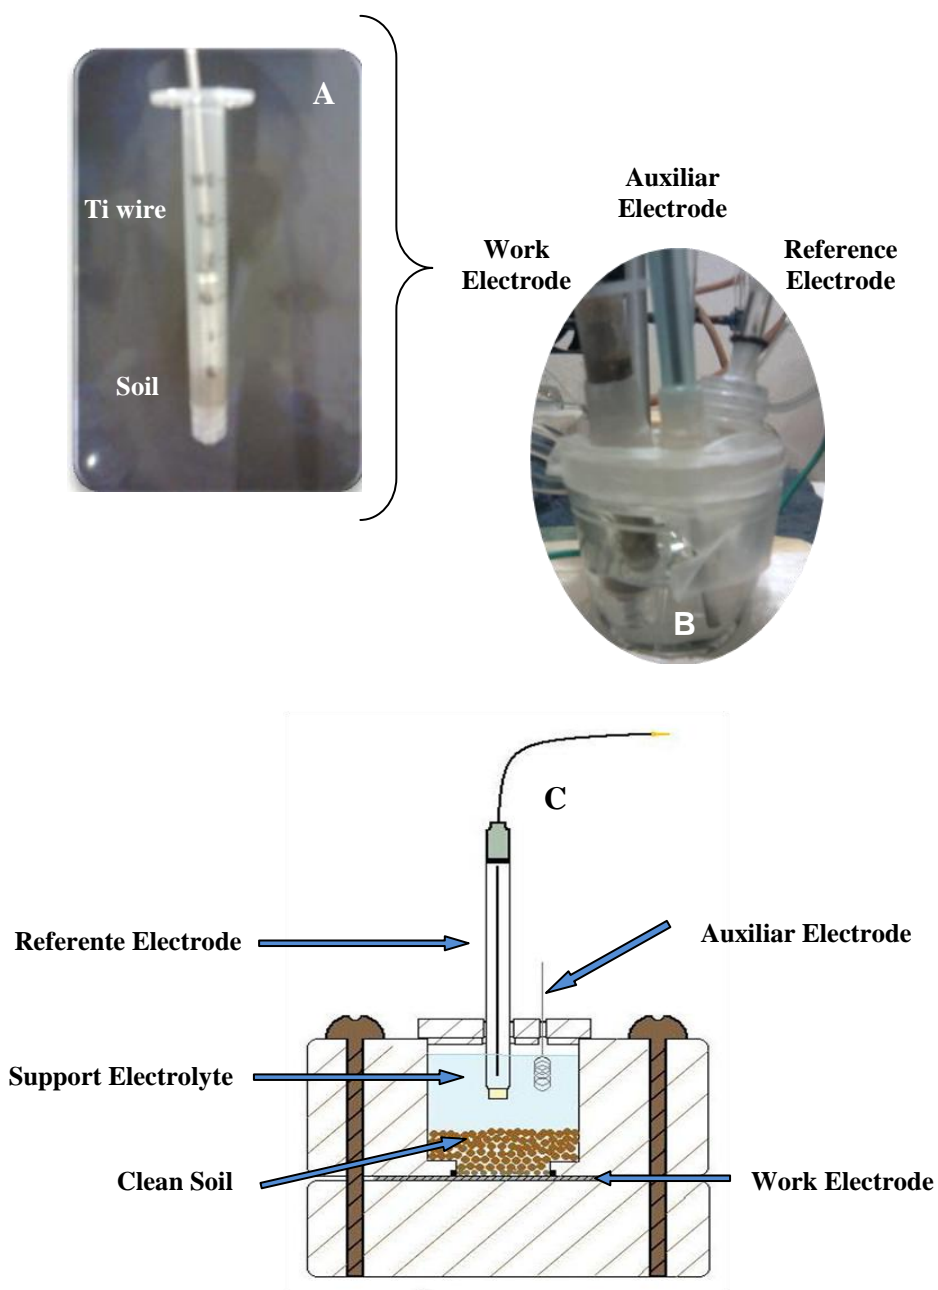 A
Ti wire
Soil
Auxiliar
Electrode
Work
Electrode
Reference
Electrode
B
C
Referente Electrode
Auxiliar Electrode
Support Electrolyte
Clean Soil
Work Electrode